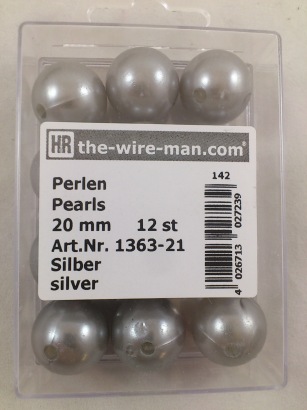 HR the-wire-man.com®
142
Perlen
Pearls
20 mm 12 st
Art.Nr. 1363-21
Silber
silver
4 026713 027239